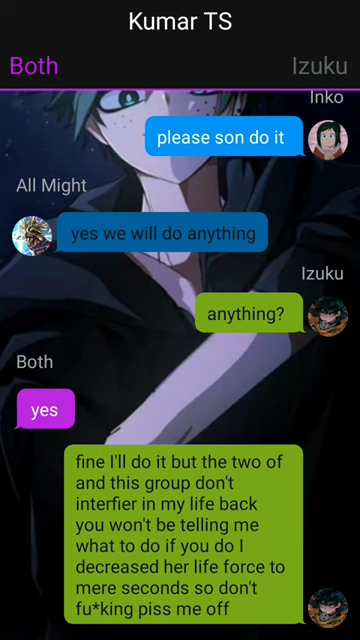 Kumar TS
Both
Izuku
Inko
please son do it
All Might
yes we will do anything
Izuku
anything?
Both
yes
fine I'll do it but the two of
and this group don't
interfier in my life back
you won't be telling me
what to do if you do I
decreased her life force to
mere seconds so don't
fu*king piss me off